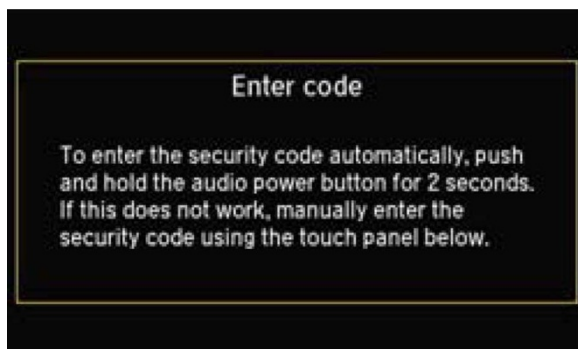 Enter code
To enter the security code automatically, push
and hold the audio power button for 2 seconds.
If this does not work, manually enter the
security code using the touch panel below.